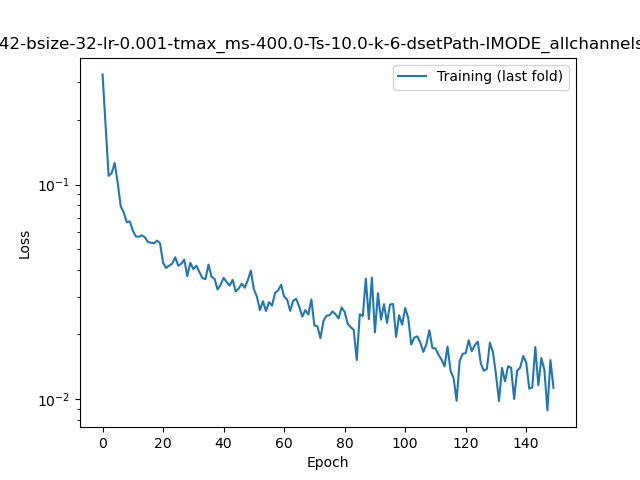 42-bsize-32-lr-0.001-tmax_ms-400.0-Ts-10.0-k-6-dsetPath-IMODE_allchannels
Training (last fold)
10⁻¹
Loss
10⁻²
0 20 40 60 80 100 120 140
Epoch